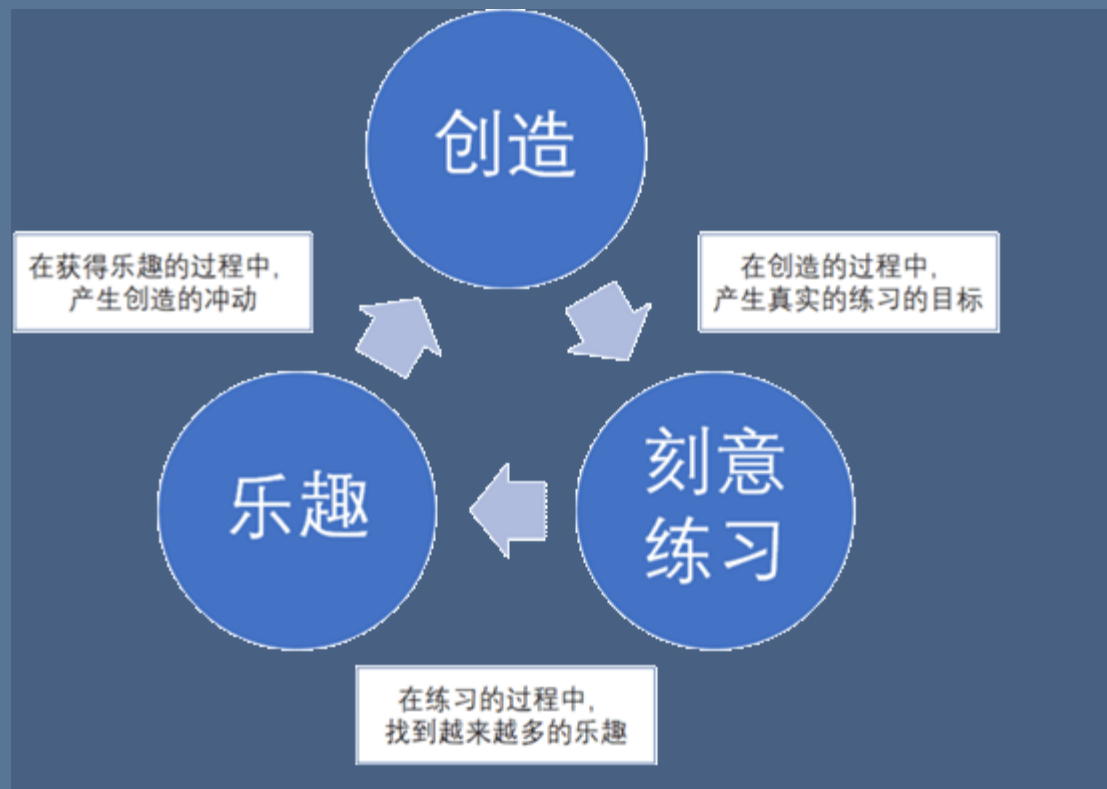 创造
在获得乐趣的过程中,
产生创造的冲动
在创造的过程中,
产生真实的练习的目标
乐趣
刻意
练习
在练习的过程中,
找到越来越多的乐趣